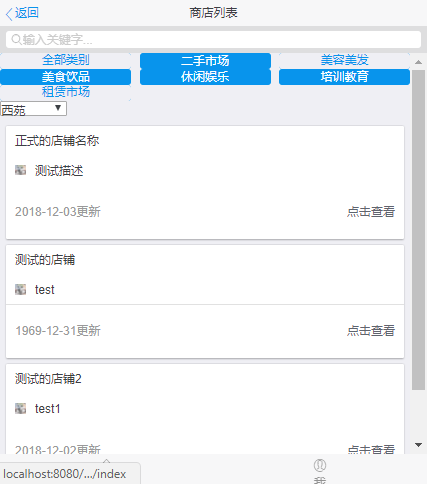 返回 商店列表
输入关键字...
全部类别 二手市场 美容美发
美食饮品 休闲娱乐 培训教育
租赁市场
西苑
正式的店铺名称
测试描述
2018-12-03更新 点击查看
测试的店铺
test
1969-12-31更新 点击查看
测试的店铺2
test1
2018-12-02更新 点击查看
localhost:8080/.../index 我